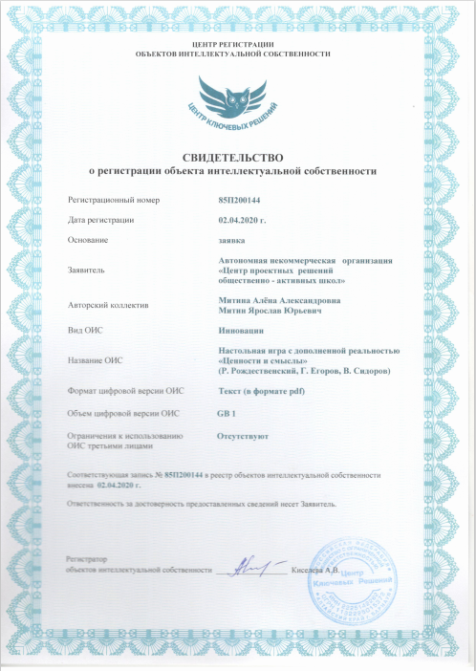 ЦЕНТР РЕГИСТРАЦИИ
ОБЪЕКТОВ ИНТЕЛЛЕКТУАЛЬНОЙ СОБСТВЕННОСТИ
ЦЕНТР КЛЮЧЕВЫХ РЕШЕНИЙ
СВИДЕТЕЛЬСТВО
о регистрации объекта интеллектуальной собственности
Регистрационный номер 85П200144
Дата регистрации 02.04.2020 г.
Основание заявка
Заявитель Автономная некоммерческая организация
«Центр проектных решений
общественно - активных школ»
Авторский коллектив Митина Алёна Александровна
Митин Ярослав Юрьевич
Вид ОИС Инновации
Название ОИС Настольная игра с дополненной реальностью
«Ценности и смыслы»
(Р. Рождественский, Г. Егоров, В. Сидоров)
Формат цифровой версии ОИС Текст (в формате pdf)
Объем цифровой версии ОИС GB 1
Ограничения к использованию Отсутствуют
ОИС третьими лицами
Соответствующая запись № 85П200144 в реестр объектов интеллектуальной собственности
внесена 02.04.2020 г.
Ответственность за достоверность предоставленных сведений несет Заявитель.
Регистратор
объектов интеллектуальной собственности Киселева А.В.
Центр
Ключевых Решений